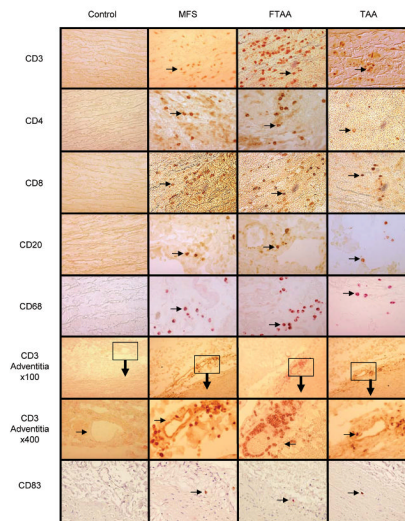 Control MFS FTAA TAA
CD3
CD4
CD8
CD20
CD68
CD3
Adventitia
x100
CD3
Adventitia
x400
CD83